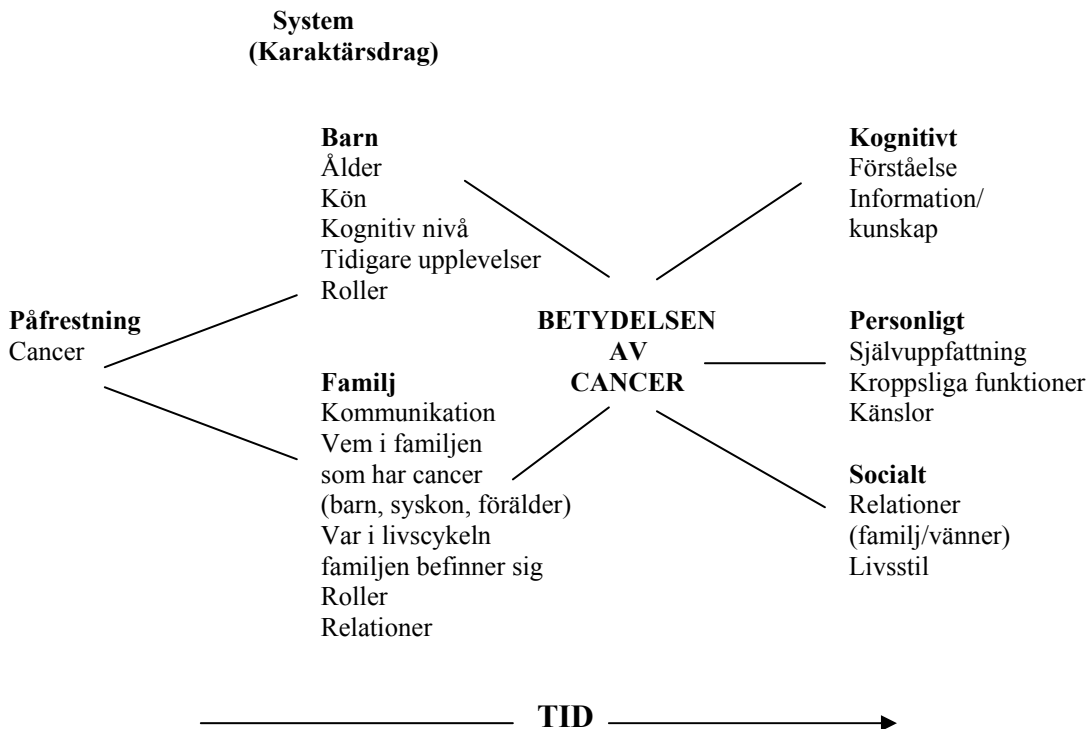 System
(Karaktärsdrag)
Påfrestning
Cancer
Barn
Ålder
Kön
Kognitiv nivå
Tidigare upplevelser
Roller
Familj
Kommunikation
Vem i familjen
som har cancer
(barn, syskon, förälder)
Var i livscykeln
familjen befinner sig
Roller
Relationer
BETYDELSEN
AV
CANCER
Kognitivt
Förståelse
Information/
kunskap
Personligt
Självuppfattning
Kroppsliga funktioner
Känslor
Socialt
Relationer
(familj/vänner)
Livsstil
TID